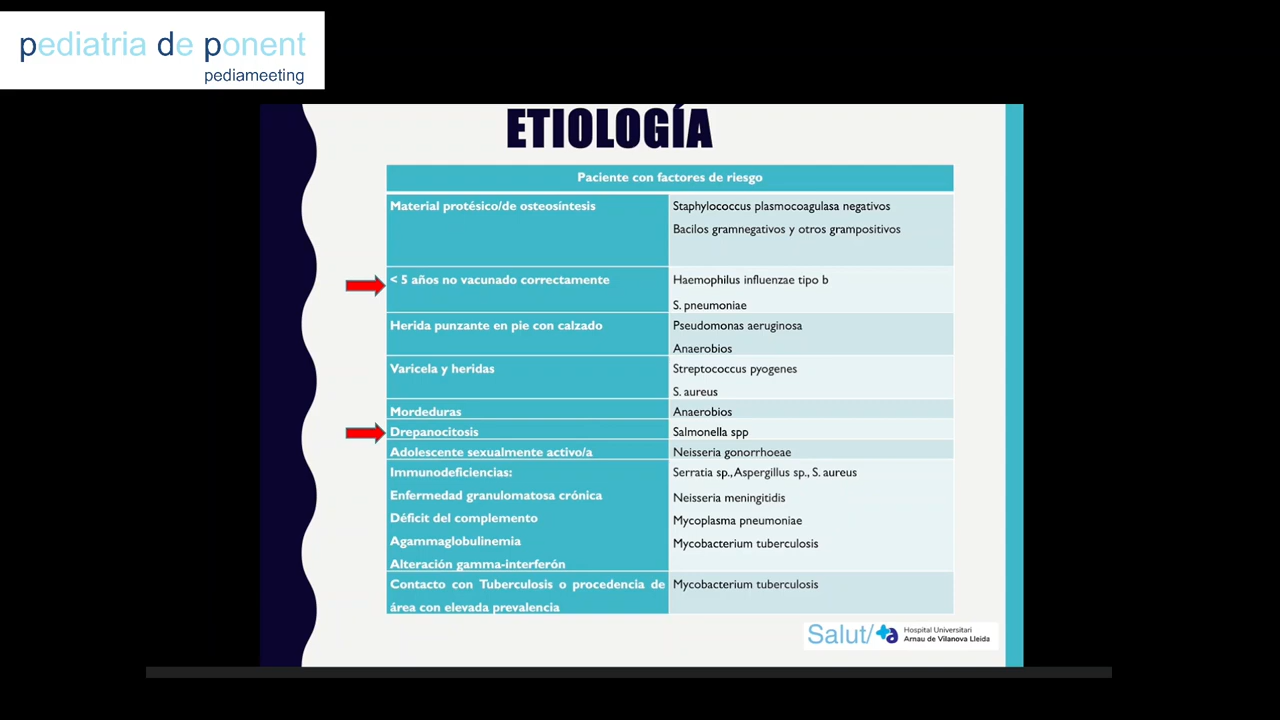 pediatria de ponent
pediameeting
ETIOLOGÍA
Paciente con factores de riesgo
Material protésico/de osteosíntesis
Staphylococcus plasmocoagulasa negativos
Bacilos gramnegativos y otros grampositivos
< 5 años no vacunado correctamente
Haemophilus influenzae tipo b
S. pneumoniae
Herida punzante en pie con calzado
Pseudomonas aeruginosa
Anaerobios
Varicela y heridas
Streptococcus pyogenes
S. aureus
Mordeduras
Anaerobios
Drepanocitosis
Salmonella spp
Adolescente sexualmente activo/a
Neisseria gonorrhoeae
Immunodeficiencias:
Enfermedad granulomatosa crónica
Déficit del complemento
Agammaglobulinemia
Alteración gamma-interferón
Serratia sp., Aspergillus sp., S. aureus
Neisseria meningitidis
Mycoplasma pneumoniae
Mycobacterium tuberculosis
Contacto con Tuberculosis o procedencia de
área con elevada prevalencia
Mycobacterium tuberculosis
Salut/
Hospital Universitari
Arnau de Vilanova Lleida